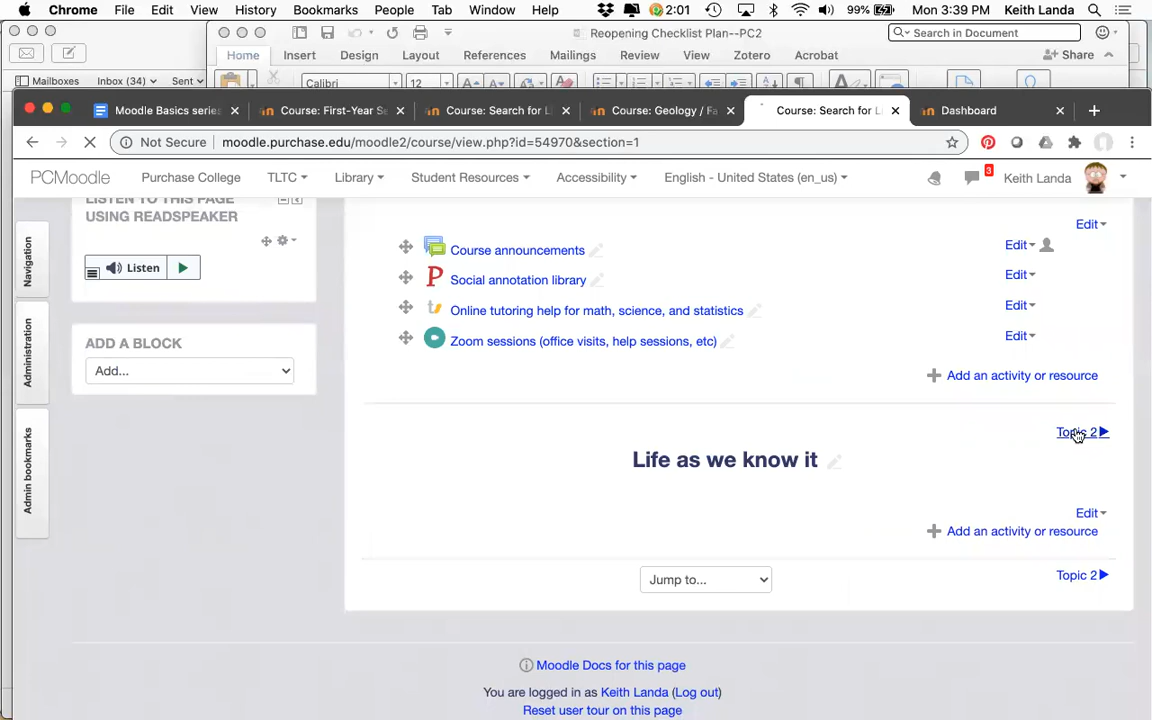 Chrome File Edit View History Bookmarks People Tab Window Help 2:01 99% Mon 3:39 PM Keith Landa
Reopening Checklist Plan--PC2 Search in Document
Home Insert Draw Design Layout References Mailings Review View Zotero Acrobat Share
Mailboxes Inbox (34) Sent Calibri 12
Moodle Basics serie Course: First-Year Se Course: Search for L Course: Geology / Fa Course: Search for L Dashboard
Not Secure moodle.purchase.edu/moodle2/course/view.php?id=54970&section=1
PCMoodle Purchase College TLTC Library Student Resources Accessibility English - United States (en_us) 3 Keith Landa
LISTEN TO THIS PAGE
USING READSPEAKER
Listen
Navigation
Administration
Admin bookmarks
ADD A BLOCK
Add...
Edit
Course announcements Edit
Social annotation library Edit
Online tutoring help for math, science, and statistics Edit
Zoom sessions (office visits, help sessions, etc) Edit
Add an activity or resource
Topic 2
Life as we know it
Edit
Add an activity or resource
Jump to... Topic 2
Moodle Docs for this page
You are logged in as Keith Landa (Log out)
Reset user tour on this page